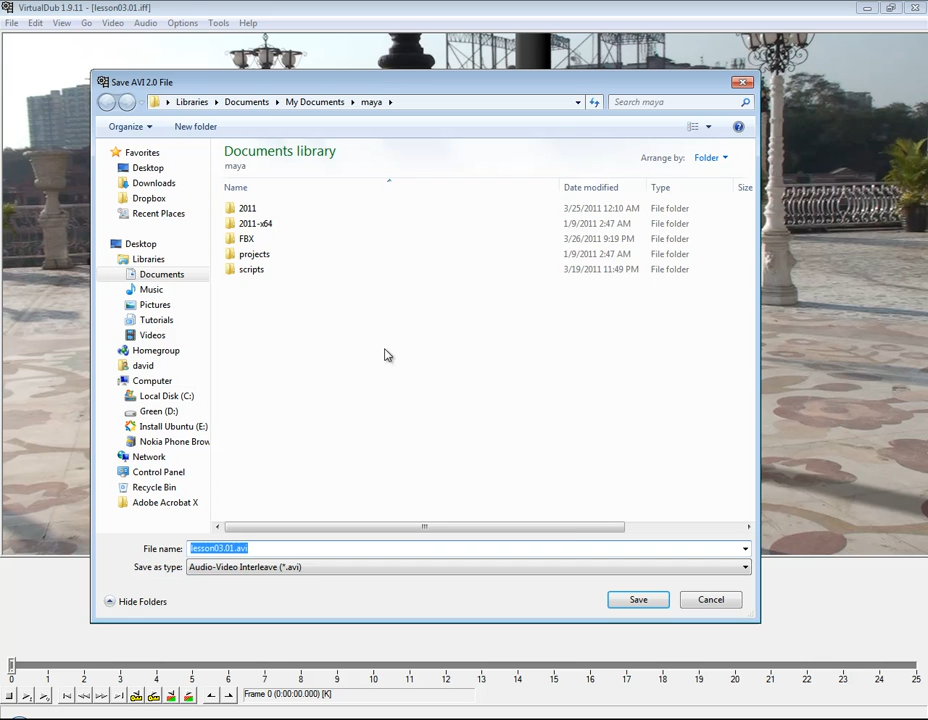 VirtualDub 1.9.11 - [lesson03.01.iff]
File Edit View Go Video Audio Options Tools Help
Save AVI 2.0 File
Libraries Documents My Documents maya Search maya
Organize New folder
Documents library
maya
Arrange by: Folder
Name Date modified Type Size
2011 3/25/2011 12:10 AM File folder
2011-x64 1/9/2011 2:47 AM File folder
FBX 3/26/2011 9:19 PM File folder
projects 1/9/2011 2:47 AM File folder
scripts 3/19/2011 11:49 PM File folder
Favorites
Desktop
Downloads
Dropbox
Recent Places
Desktop
Libraries
Documents
Music
Pictures
Tutorials
Videos
Homegroup
david
Computer
Local Disk (C:)
Green (D:)
Install Ubuntu (E:)
Nokia Phone Brow
Network
Control Panel
Recycle Bin
Adobe Acrobat X
File name: lesson03.01.avi
Save as type: Audio-Video Interleave (*.avi)
Hide Folders Save Cancel
0 1 2 3 4 5 6 7 8 9 10 11 12 13 14 15 16 17 18 19 20 21 22 23 24 25
Frame 0 (0:00:00.000) [K]